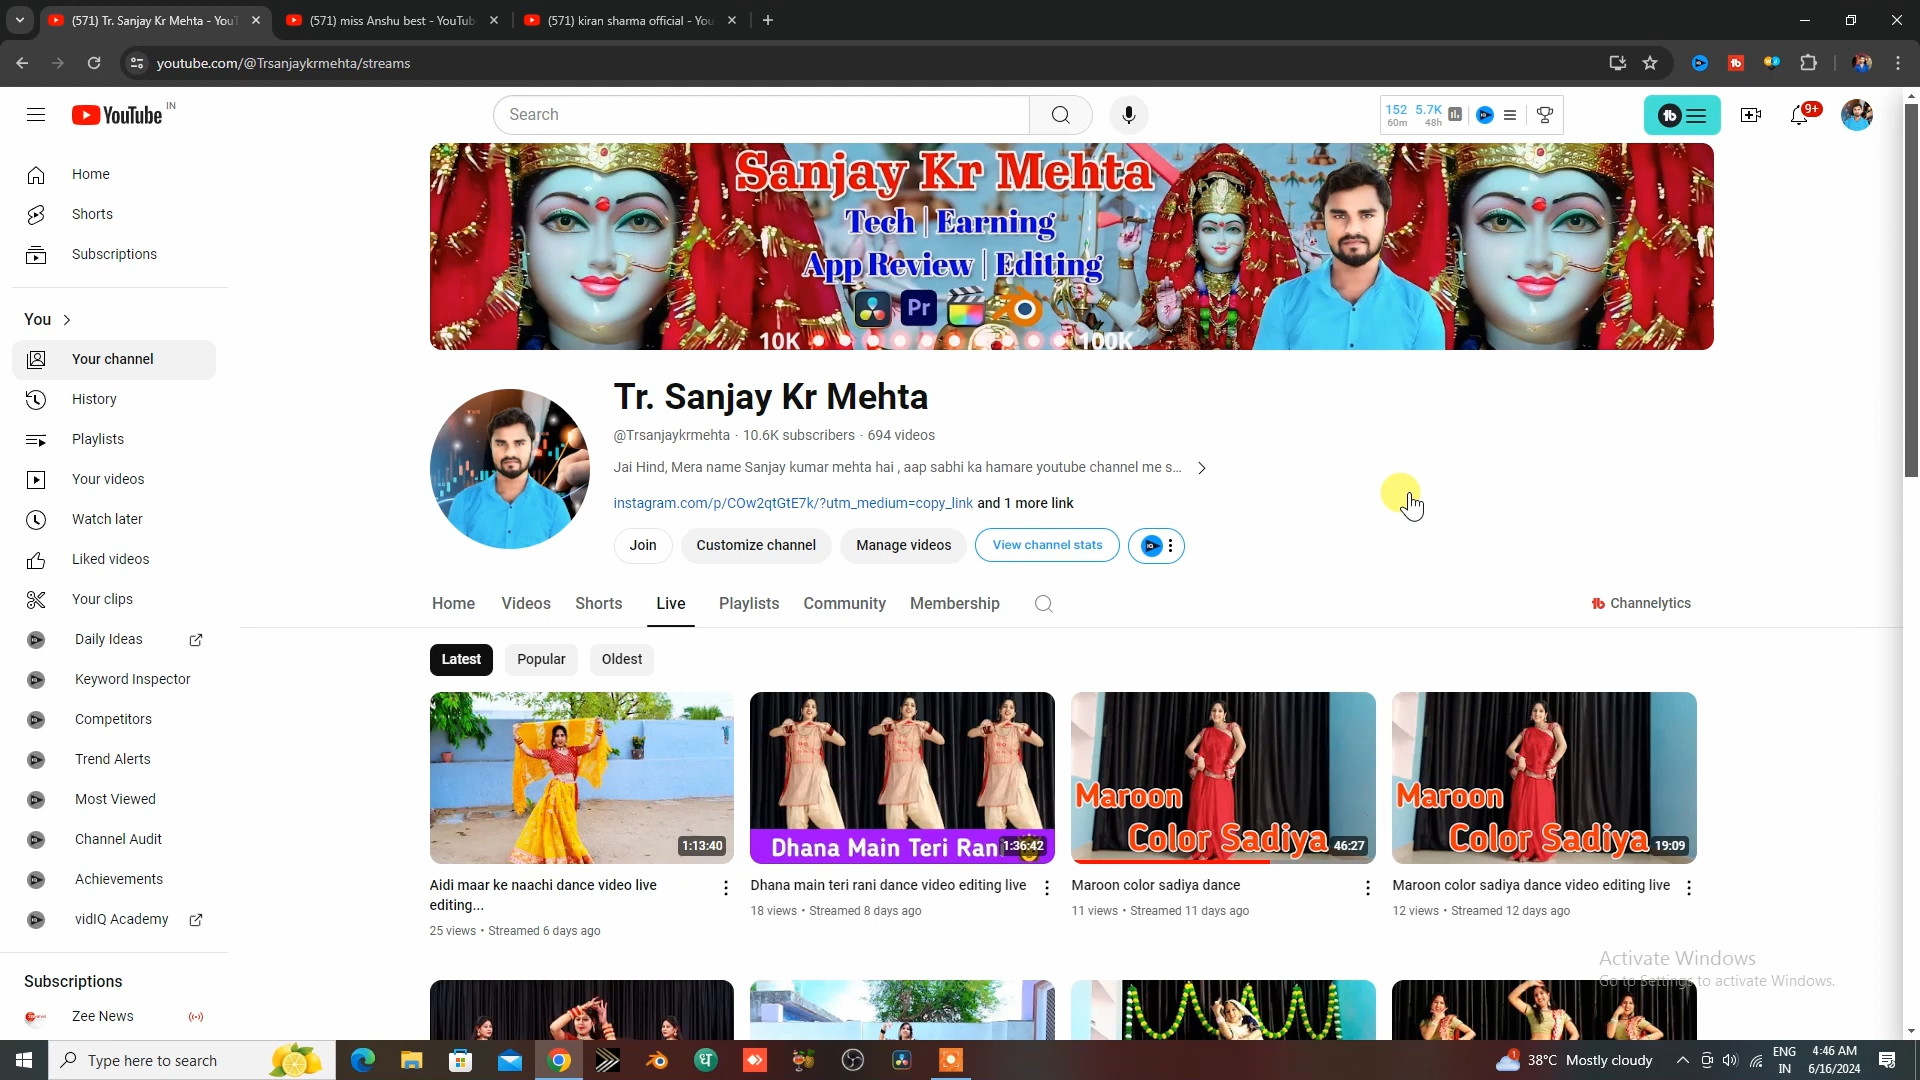 (571) Tr. Sanjay Kr Mehta - You
(571) miss Anshu best - YouTub
(571) kiran sharma official - You
youtube.com/@Trsanjaykrmehta/streams
YouTube IN
Search
152 5.7K
60m 48h
9+
Home
Shorts
Subscriptions
You
Your channel
History
Playlists
Your videos
Watch later
Liked videos
Your clips
Daily Ideas
Keyword Inspector
Competitors
Trend Alerts
Most Viewed
Channel Audit
Achievements
vidIQ Academy
Subscriptions
Zee News
Sanjay Kr Mehta
Tech | Earning
App Review | Editing
Pr
10K 100K
Tr. Sanjay Kr Mehta
@Trsanjaykrmehta · 10.6K subscribers · 694 videos
Jai Hind, Mera name Sanjay kumar mehta hai , aap sabhi ka hamare youtube channel me s...
instagram.com/p/COw2qtGtE7k/?utm_medium=copy_link and 1 more link
Join Customize channel Manage videos View channel stats
Home Videos Shorts Live Playlists Community Membership
Channelytics
Latest Popular Oldest
1:13:40
Dhana Main Teri Ran
1:36:42
Maroon
Color Sadiya
46:27
Maroon
Color Sadiya
19:09
Aidi maar ke naachi dance video live
editing...
25 views • Streamed 6 days ago
Dhana main teri rani dance video editing live
18 views • Streamed 8 days ago
Maroon color sadiya dance
11 views • Streamed 11 days ago
Maroon color sadiya dance video editing live
12 views • Streamed 12 days ago
Activate Windows
Go to Settings to activate Windows.
Type here to search
38°C Mostly cloudy
ENG
IN
4:46 AM
6/16/2024